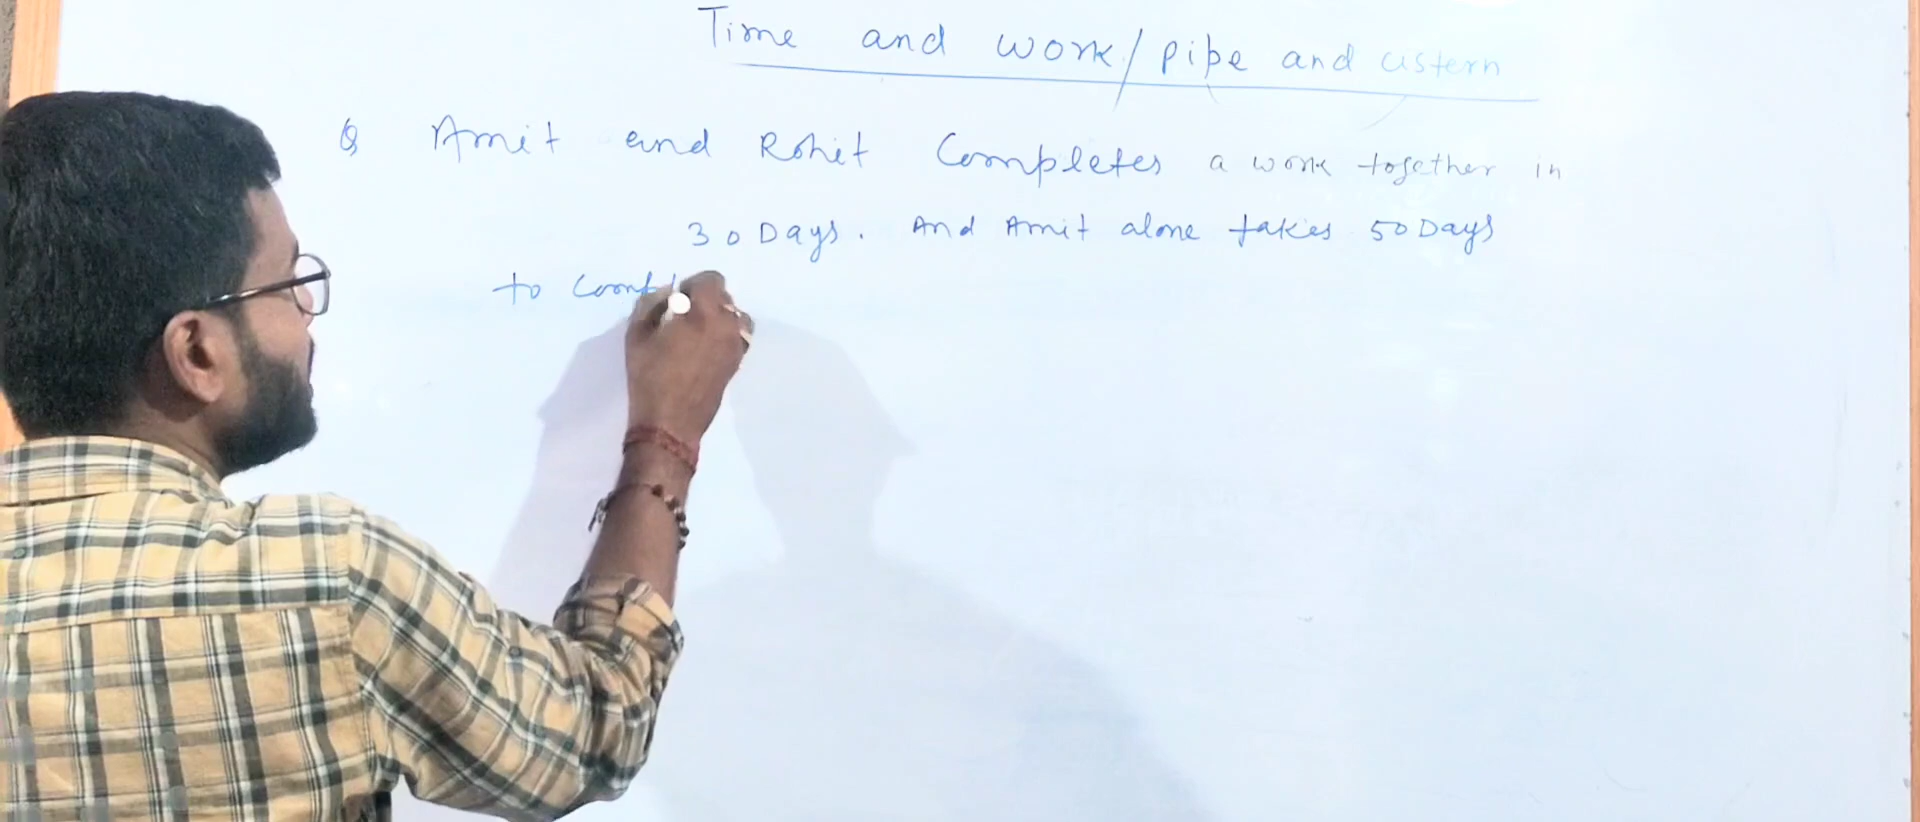 Time and work/pipe and cistern
Q Amit and Rohit Completes a work together in
30 Days. And Amit alone takes 50 Days
to